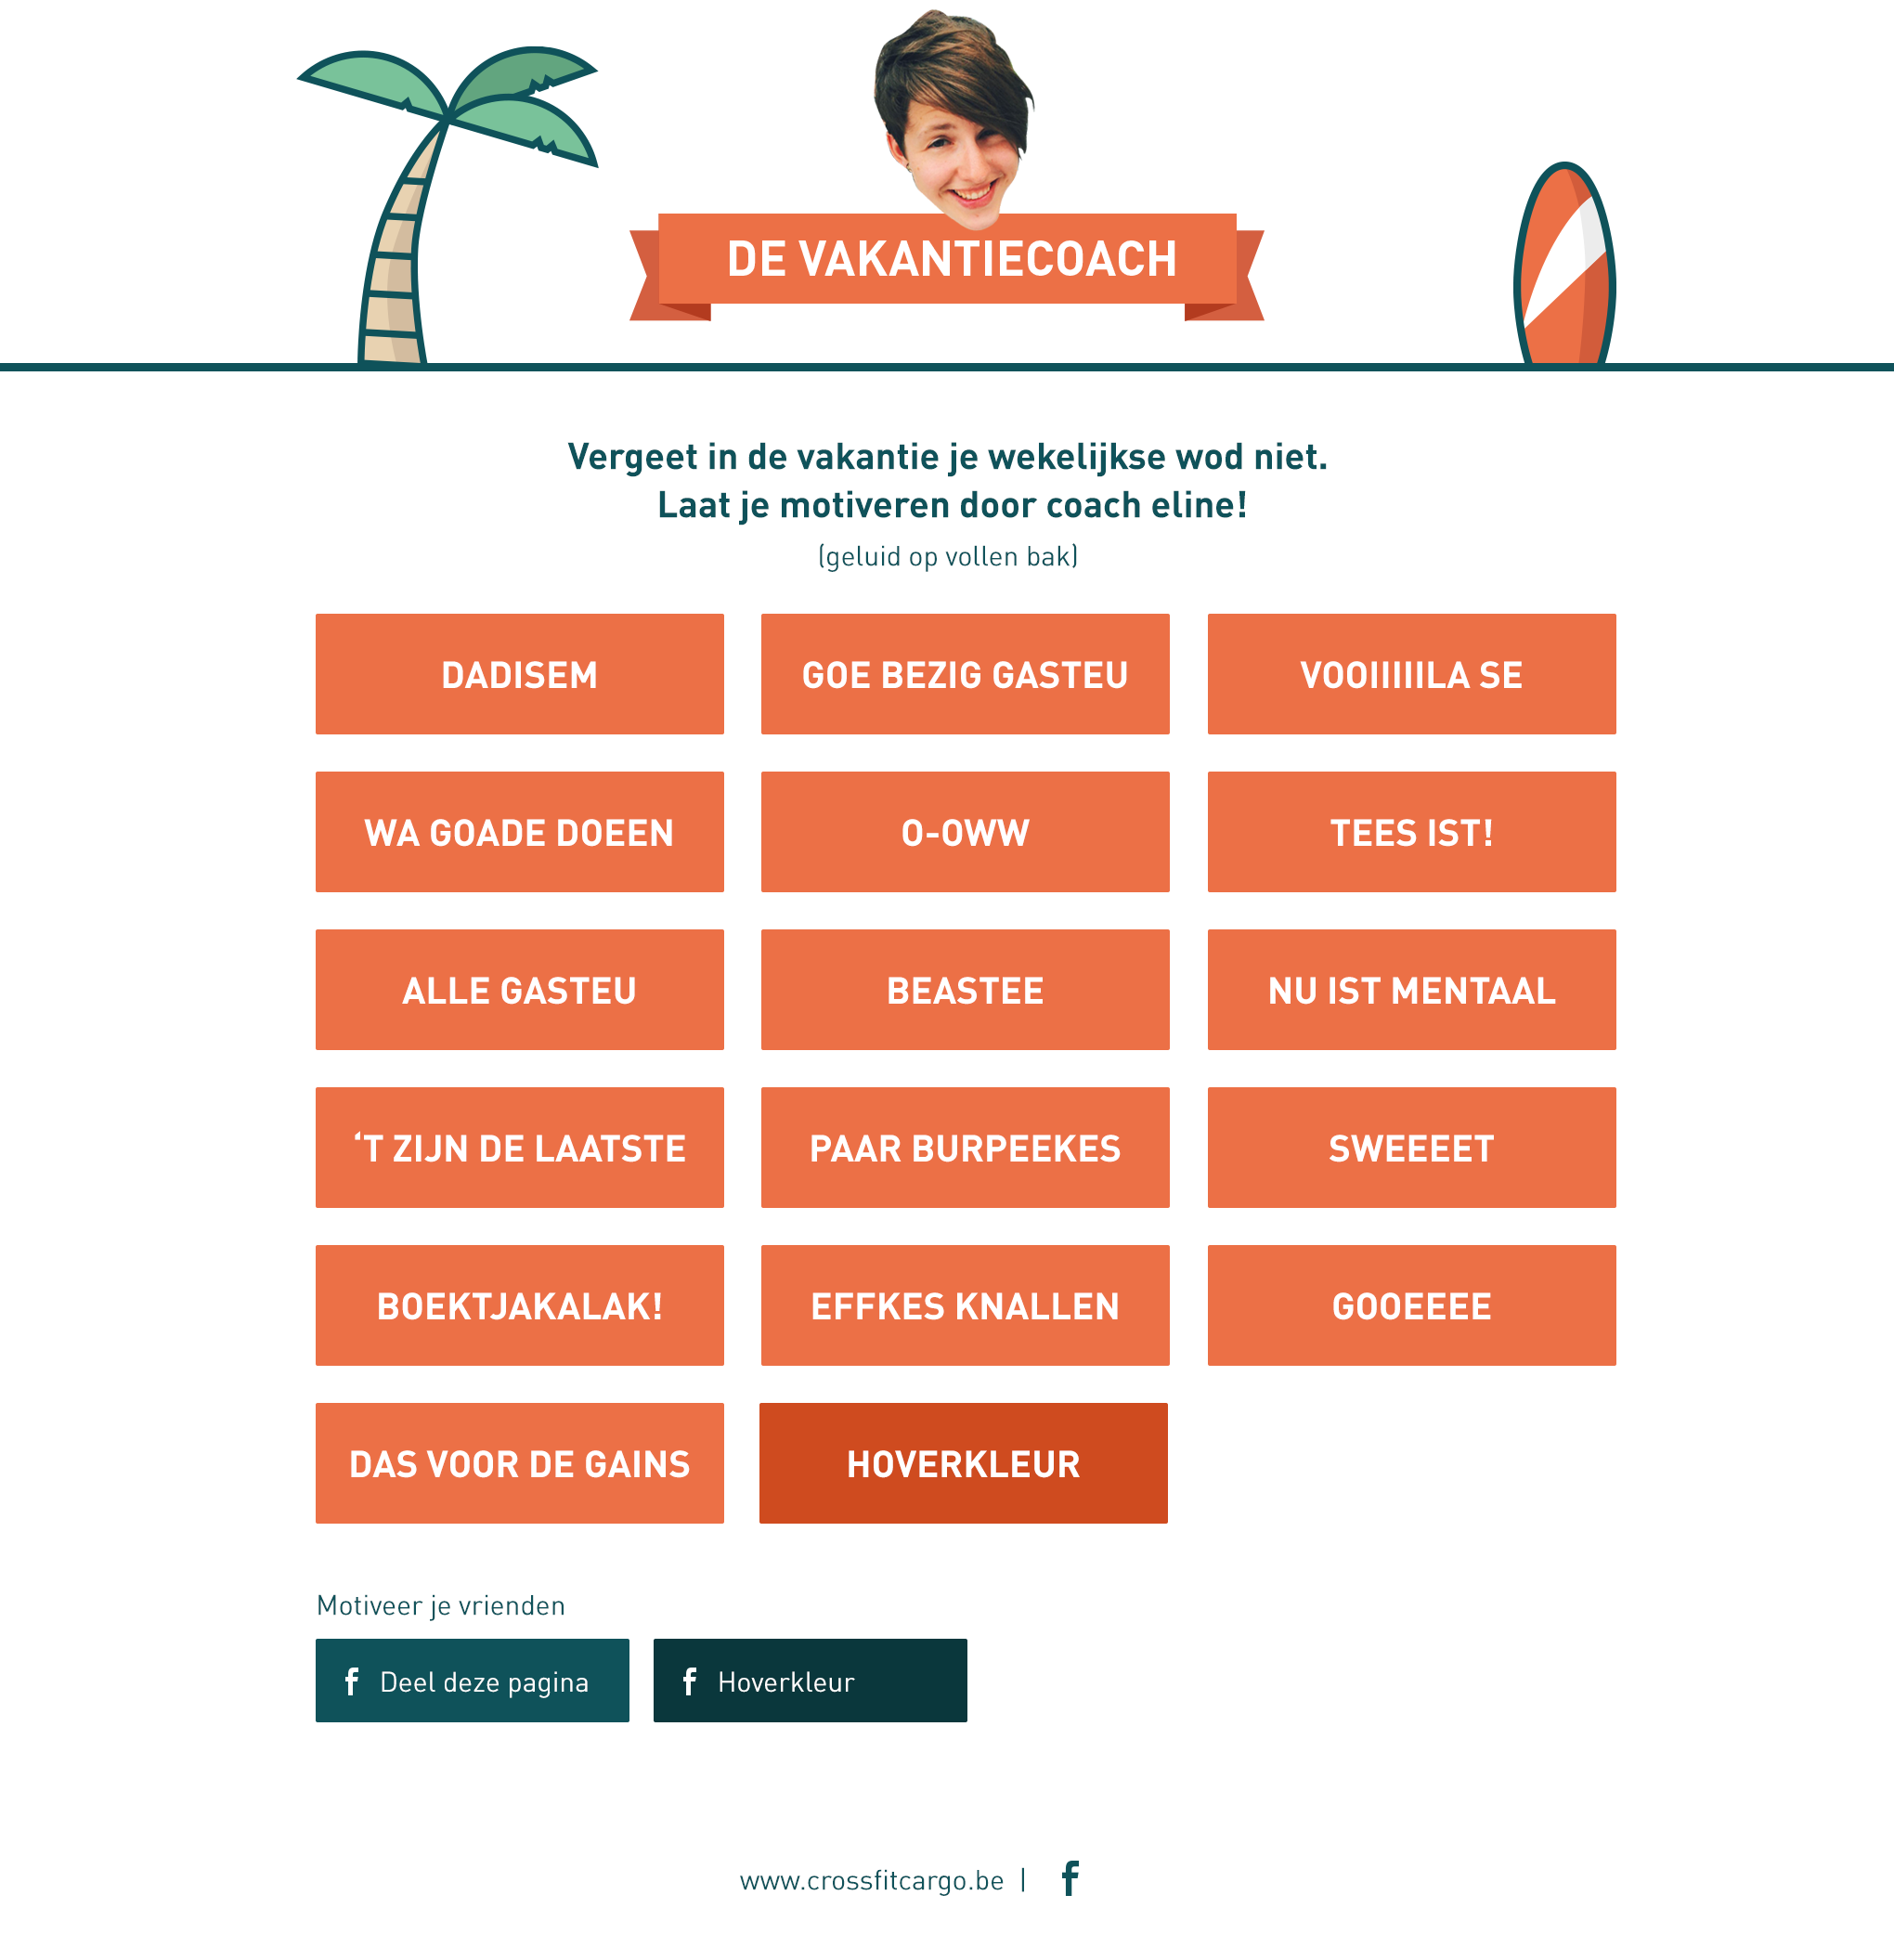 DE VAKANTIECOACH
Vergeet in de vakantie je wekelijkse wod niet.
Laat je motiveren door coach eline!
(geluid op vollen bak)
DADISEM
GOE BEZIG GASTEU
VOOIIIIILA SE
WA GOADE DOEEN
O-OWW
TEES IST!
ALLE GASTEU
BEASTEE
NU IST MENTAAL
‘T ZIJN DE LAATSTE
PAAR BURPEEKES
SWEEEET
BOEKTJAKALAK!
EFFKES KNALLEN
GOOEEEE
DAS VOOR DE GAINS
HOVERKLEUR
Motiveer je vrienden
f Deel deze pagina
f Hoverkleur
www.crossfitcargo.be | f